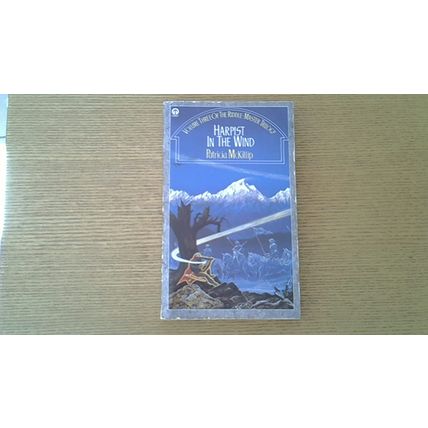 Volume Three Of The Riddle-Master Trilogy
Harpist
In The Wind
Patricia McKillip